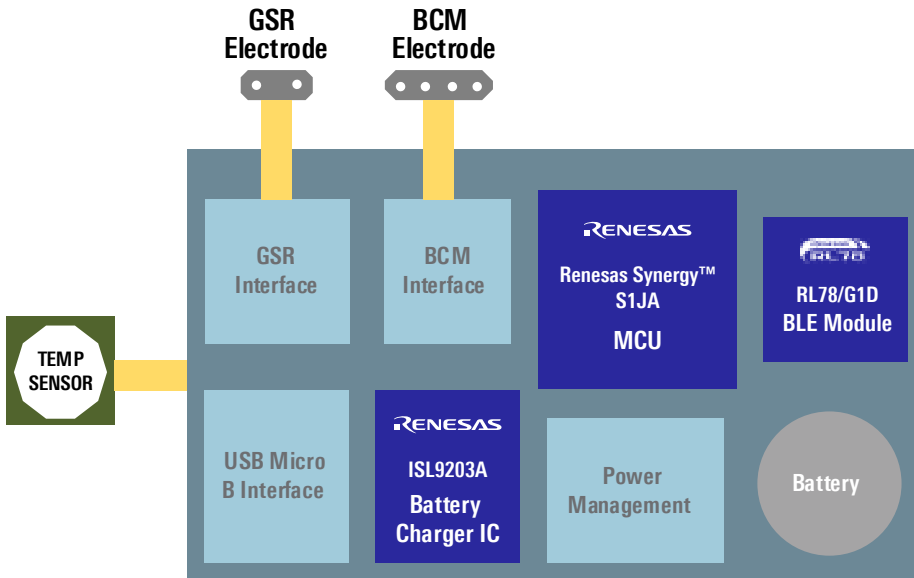 GSR
Electrode
BCM
Electrode
GSR
Interface
BCM
Interface
RENESAS
Renesas Synergy™
S1JA
MCU
RL78
RL78/G1D
BLE Module
TEMP
SENSOR
USB Micro
B Interface
RENESAS
ISL9203A
Battery
Charger IC
Power
Management
Battery